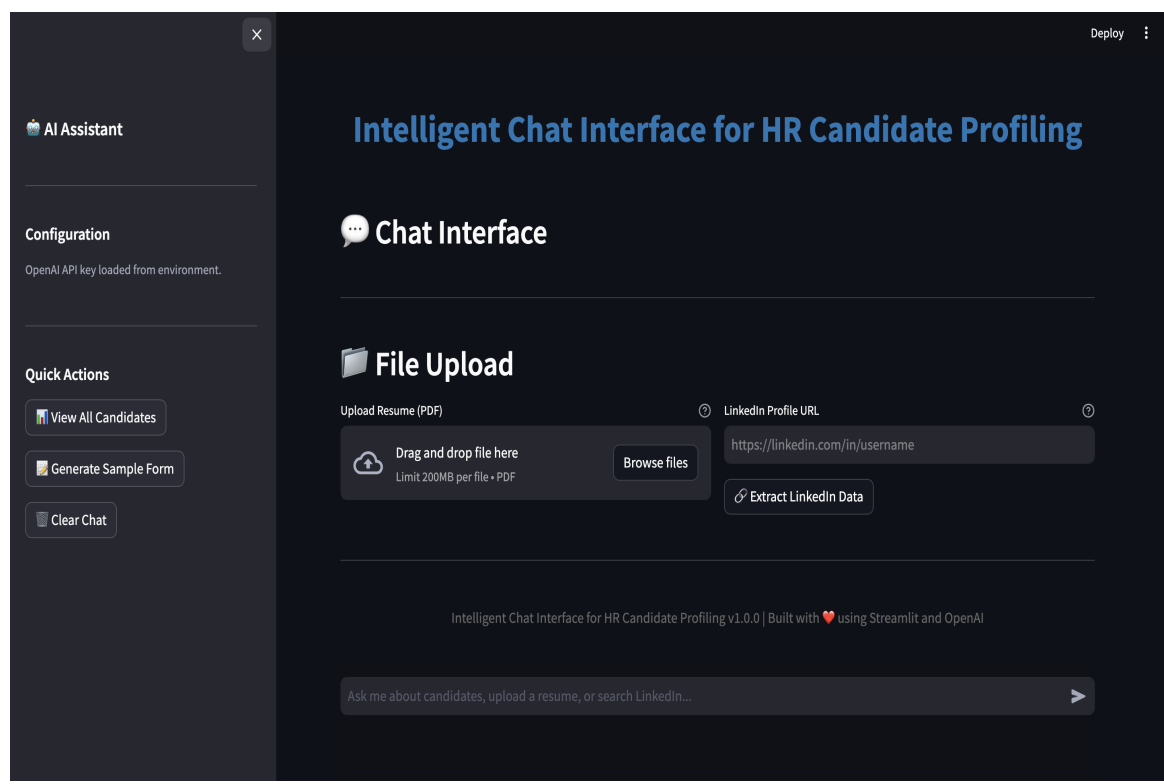 Deploy
🤖 AI Assistant
Configuration
OpenAI API key loaded from environment.
Quick Actions
📊 View All Candidates
📝 Generate Sample Form
🗑️ Clear Chat
Intelligent Chat Interface for HR Candidate Profiling
💬 Chat Interface
📁 File Upload
Upload Resume (PDF)
Drag and drop file here
Limit 200MB per file • PDF
Browse files
LinkedIn Profile URL
https://linkedin.com/in/username
🔗 Extract LinkedIn Data
Intelligent Chat Interface for HR Candidate Profiling v1.0.0 | Built with ❤️ using Streamlit and OpenAI
Ask me about candidates, upload a resume, or search LinkedIn...